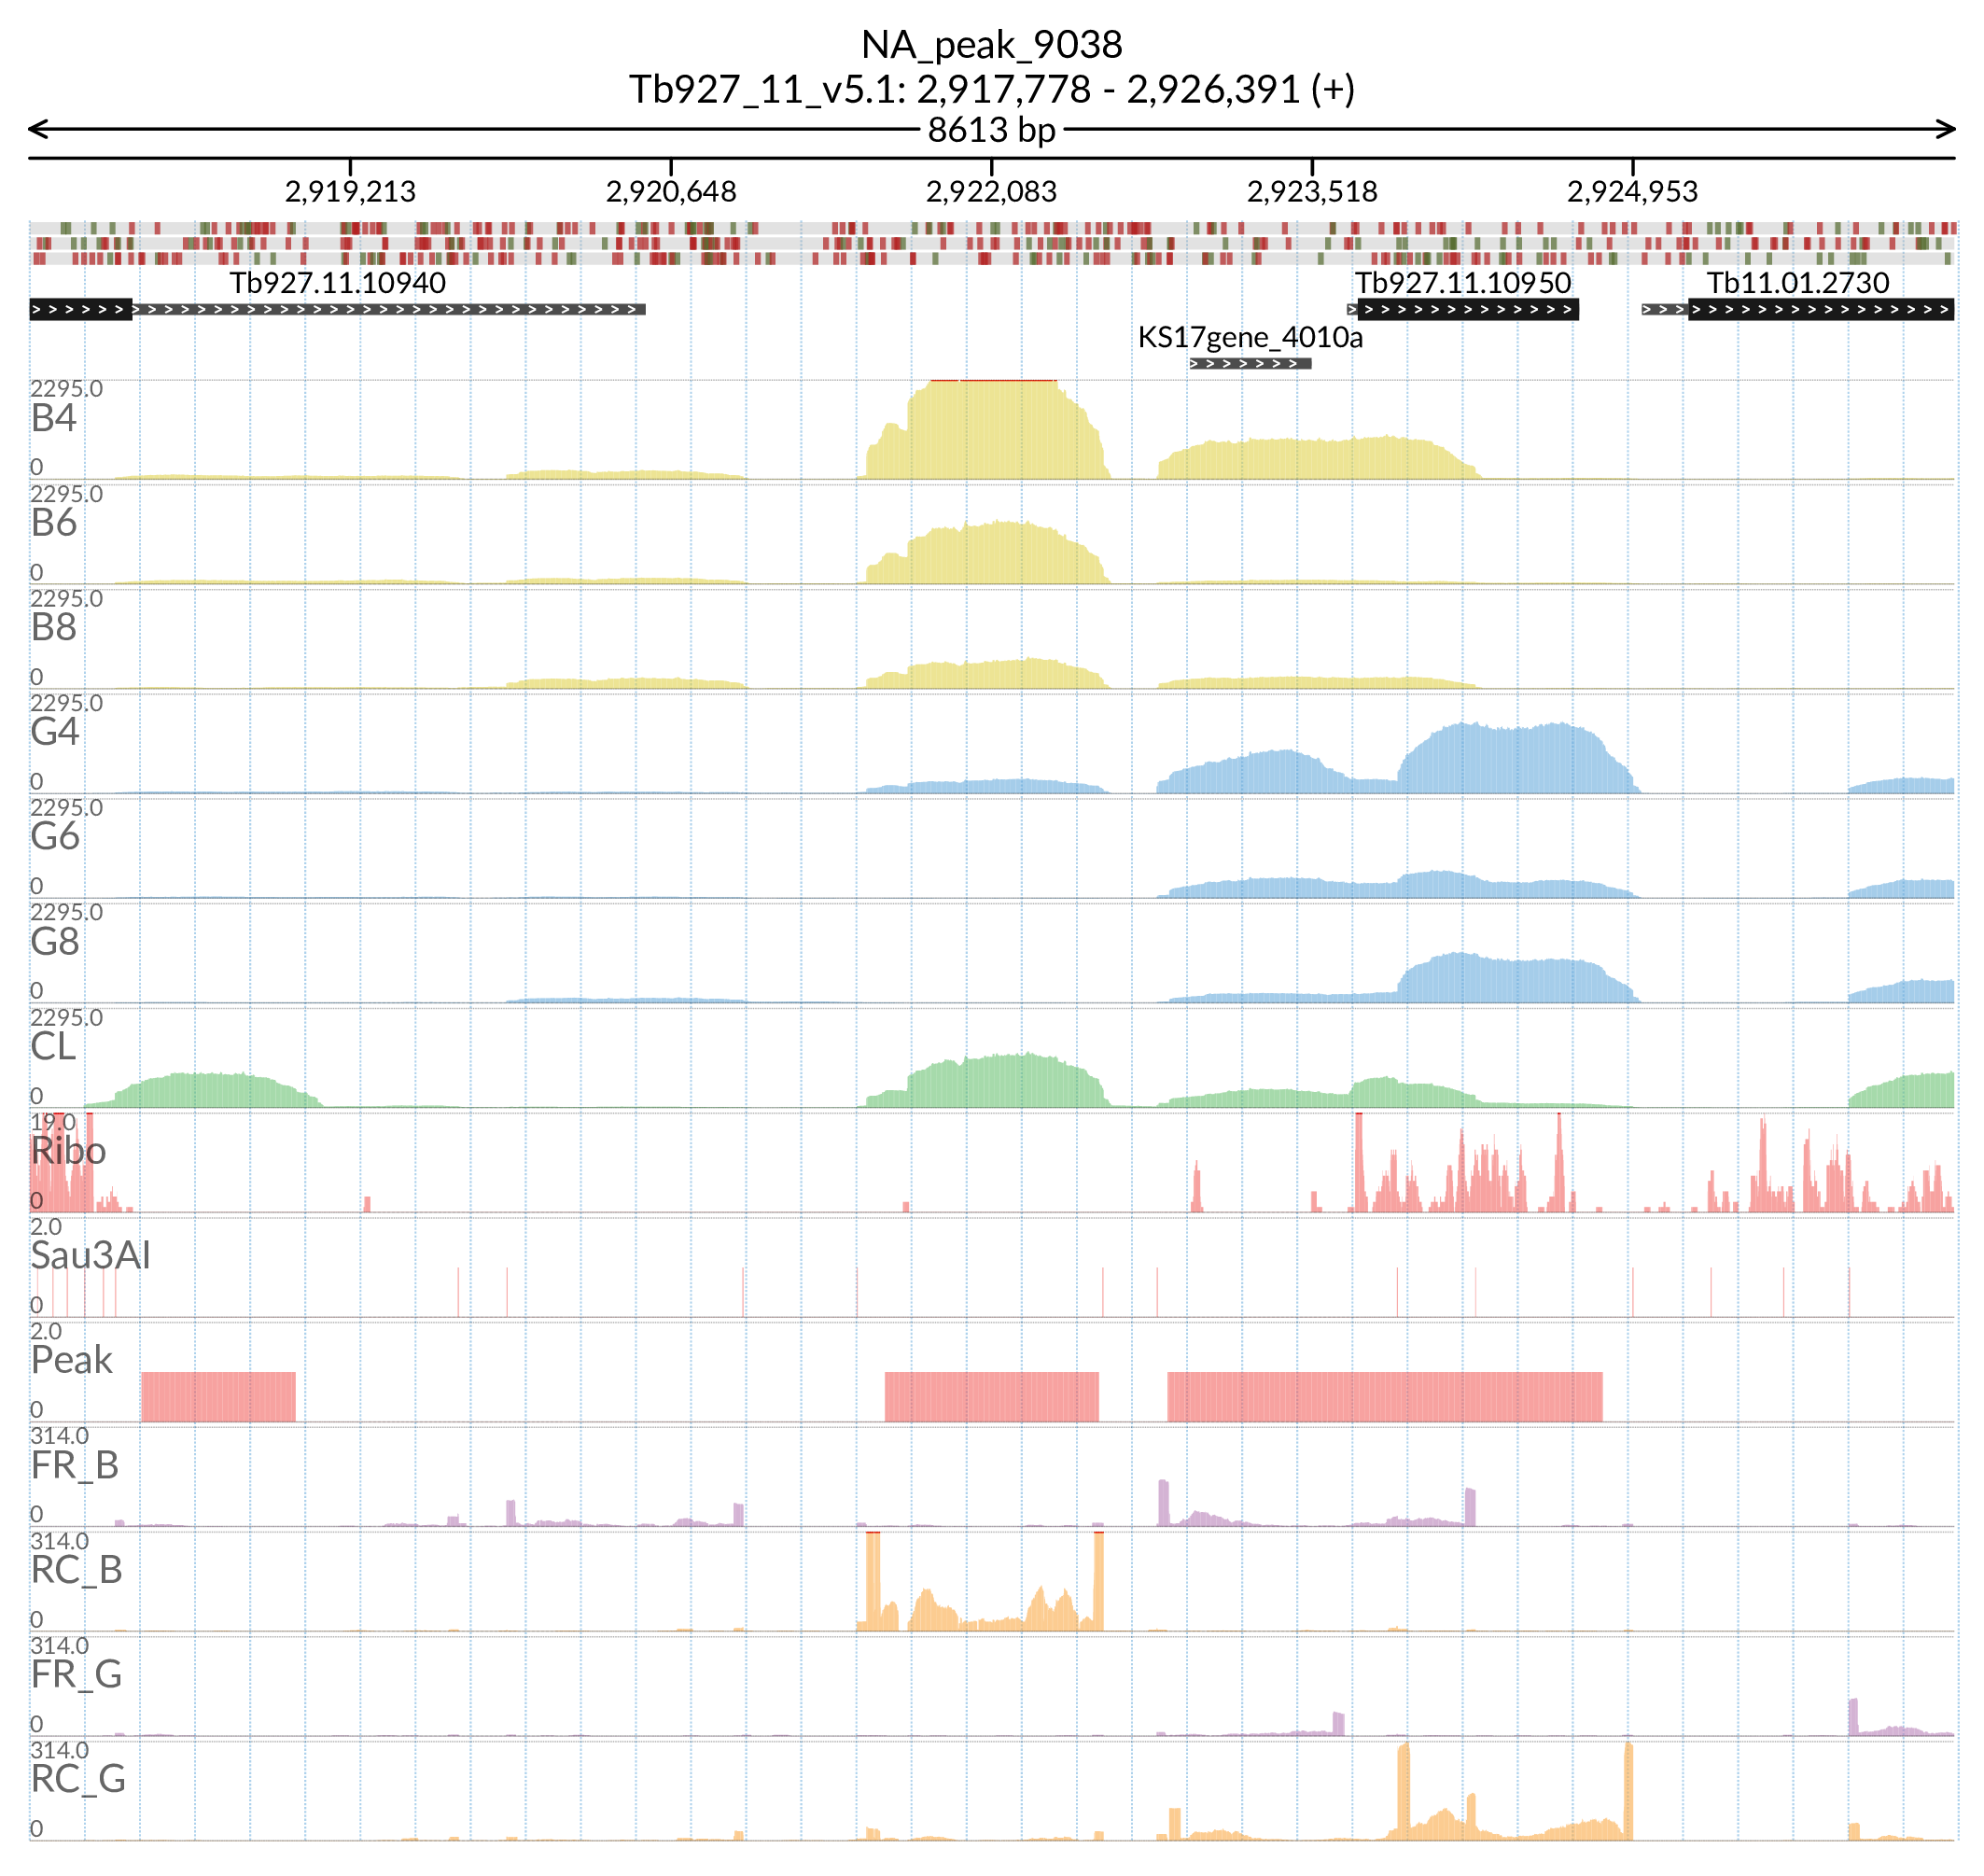 NA_peak_9038
Tb927_11_v5.1: 2,917,778 - 2,926,391 (+)
8613 bp
2,919,213 2,920,648 2,922,083 2,923,518 2,924,953
Tb927.11.10940 Tb927.11.10950 Tb11.01.2730
KS17gene_4010a
2295.0
B4
0
2295.0
B6
0
2295.0
B8
0
2295.0
G4
0
2295.0
G6
0
2295.0
G8
0
2295.0
CL
0
19.0
Ribo
0
2.0
Sau3AI
0
2.0
Peak
0
314.0
FR_B
0
314.0
RC_B
0
314.0
FR_G
0
314.0
RC_G
0